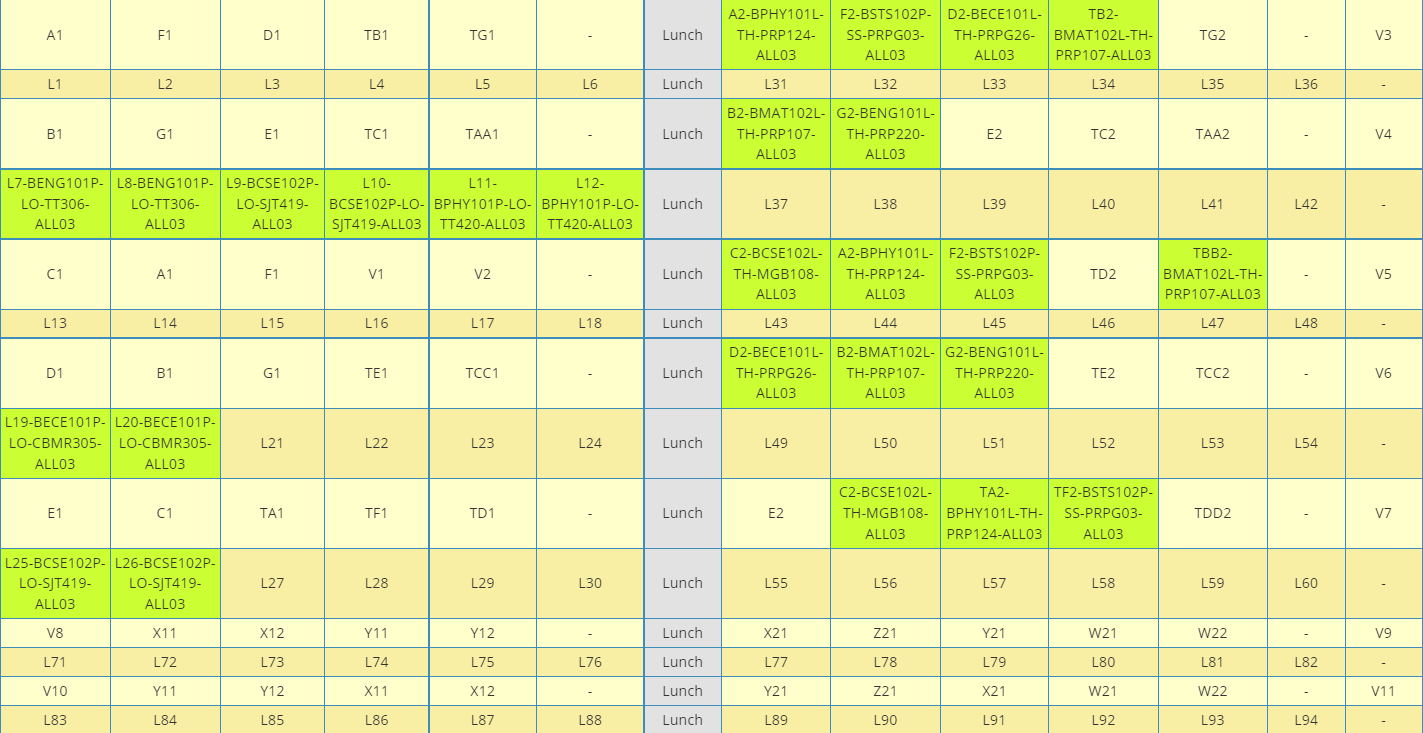 A1 F1 D1 TB1 TG1 - Lunch A2-BPHY101L-TH-PRP124-ALL03 F2-BSTS102P-SS-PRPG03-ALL03 D2-BECE101L-TH-PRPG26-ALL03 TB2-BMAT102L-TH-PRP107-ALL03 TG2 - V3
L1 L2 L3 L4 L5 L6 Lunch L31 L32 L33 L34 L35 L36 -
B1 G1 E1 TC1 TAA1 - Lunch B2-BMAT102L-TH-PRP107-ALL03 G2-BENG101L-TH-PRP220-ALL03 E2 TC2 TAA2 - V4
L7-BENG101P-LO-TT306-ALL03 L8-BENG101P-LO-TT306-ALL03 L9-BCSE102P-LO-SJT419-ALL03 L10-BCSE102P-LO-SJT419-ALL03 L11-BPHY101P-LO-TT420-ALL03 L12-BPHY101P-LO-TT420-ALL03 Lunch L37 L38 L39 L40 L41 L42 -
C1 A1 F1 V1 V2 - Lunch C2-BCSE102L-TH-MGB108-ALL03 A2-BPHY101L-TH-PRP124-ALL03 F2-BSTS102P-SS-PRPG03-ALL03 TD2 TBB2-BMAT102L-TH-PRP107-ALL03 - V5
L13 L14 L15 L16 L17 L18 Lunch L43 L44 L45 L46 L47 L48 -
D1 B1 G1 TE1 TCC1 - Lunch D2-BECE101L-TH-PRPG26-ALL03 B2-BMAT102L-TH-PRP107-ALL03 G2-BENG101L-TH-PRP220-ALL03 TE2 TCC2 - V6
L19-BECE101P-LO-CBMR305-ALL03 L20-BECE101P-LO-CBMR305-ALL03 L21 L22 L23 L24 Lunch L49 L50 L51 L52 L53 L54 -
E1 C1 TA1 TF1 TD1 - Lunch E2 C2-BCSE102L-TH-MGB108-ALL03 TA2-BPHY101L-TH-PRP124-ALL03 TF2-BSTS102P-SS-PRPG03-ALL03 TDD2 - V7
L25-BCSE102P-LO-SJT419-ALL03 L26-BCSE102P-LO-SJT419-ALL03 L27 L28 L29 L30 Lunch L55 L56 L57 L58 L59 L60 -
V8 X11 X12 Y11 Y12 - Lunch X21 Z21 Y21 W21 W22 - V9
L71 L72 L73 L74 L75 L76 Lunch L77 L78 L79 L80 L81 L82 -
V10 Y11 Y12 X11 X12 - Lunch Y21 Z21 X21 W21 W22 - V11
L83 L84 L85 L86 L87 L88 Lunch L89 L90 L91 L92 L93 L94 -